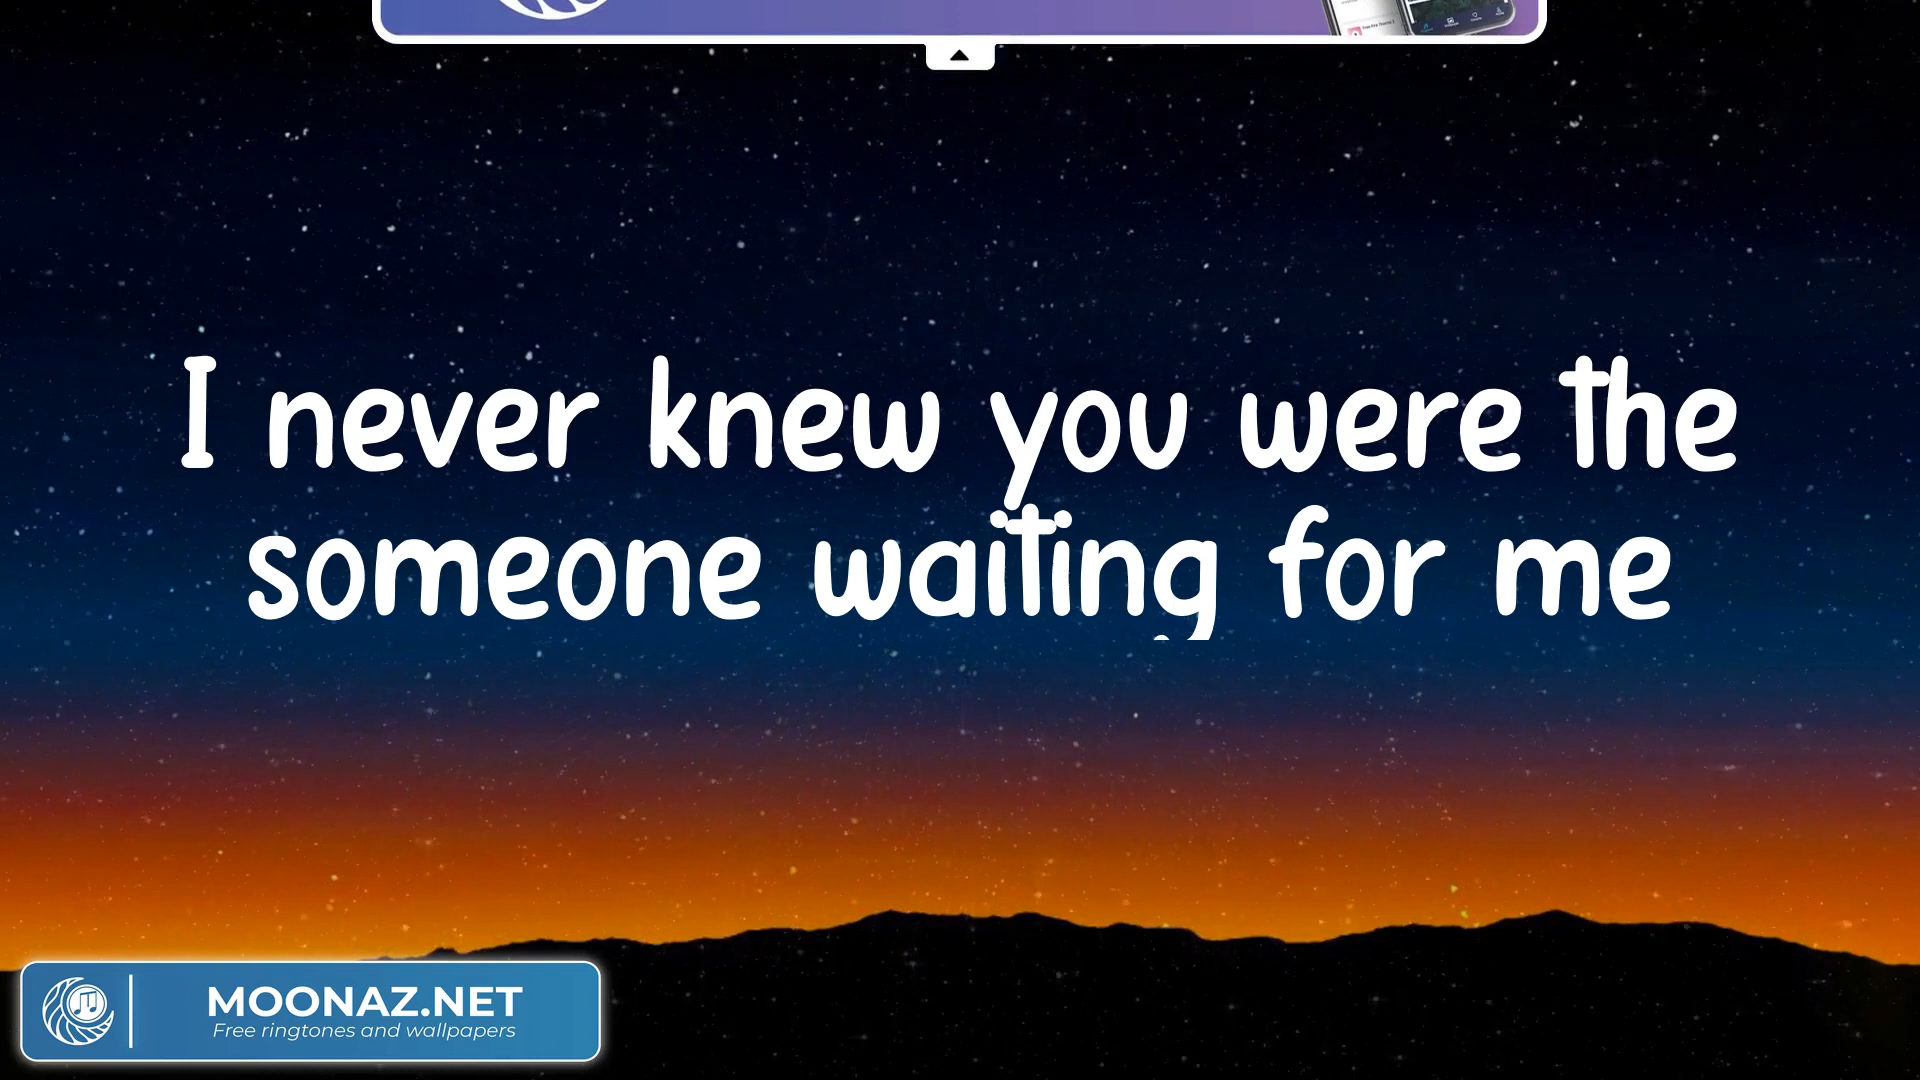 I never knew you were the
someone waiting for me
MOONAZ.NET
Free ringtones and wallpapers